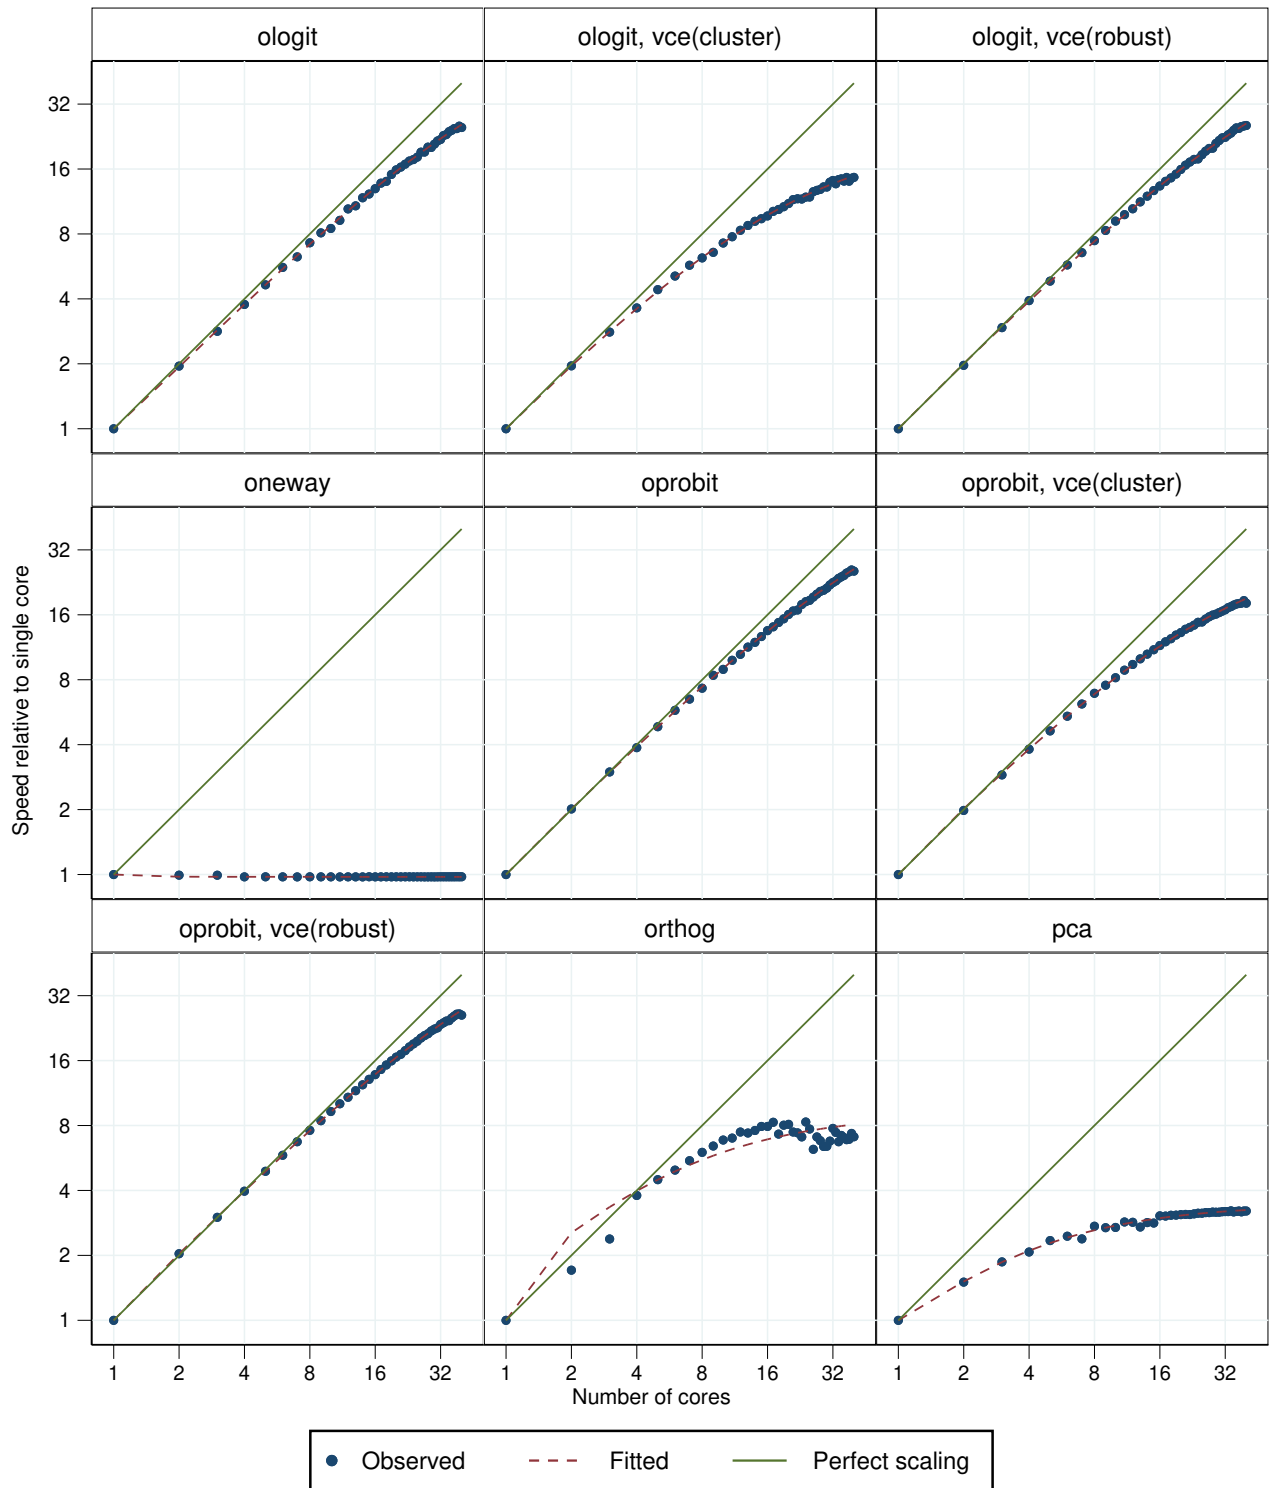 ologit
ologit, vce(cluster)
ologit, vce(robust)
32
16
8
4
2
1
oneway
oprobit
oprobit, vce(cluster)
32
16
8
4
2
1
Speed relative to single core
oprobit, vce(robust)
orthog
pca
32
16
8
4
2
1
1 2 4 8 16 32 1 2 4 8 16 32 1 2 4 8 16 32
Number of cores
Observed Fitted Perfect scaling